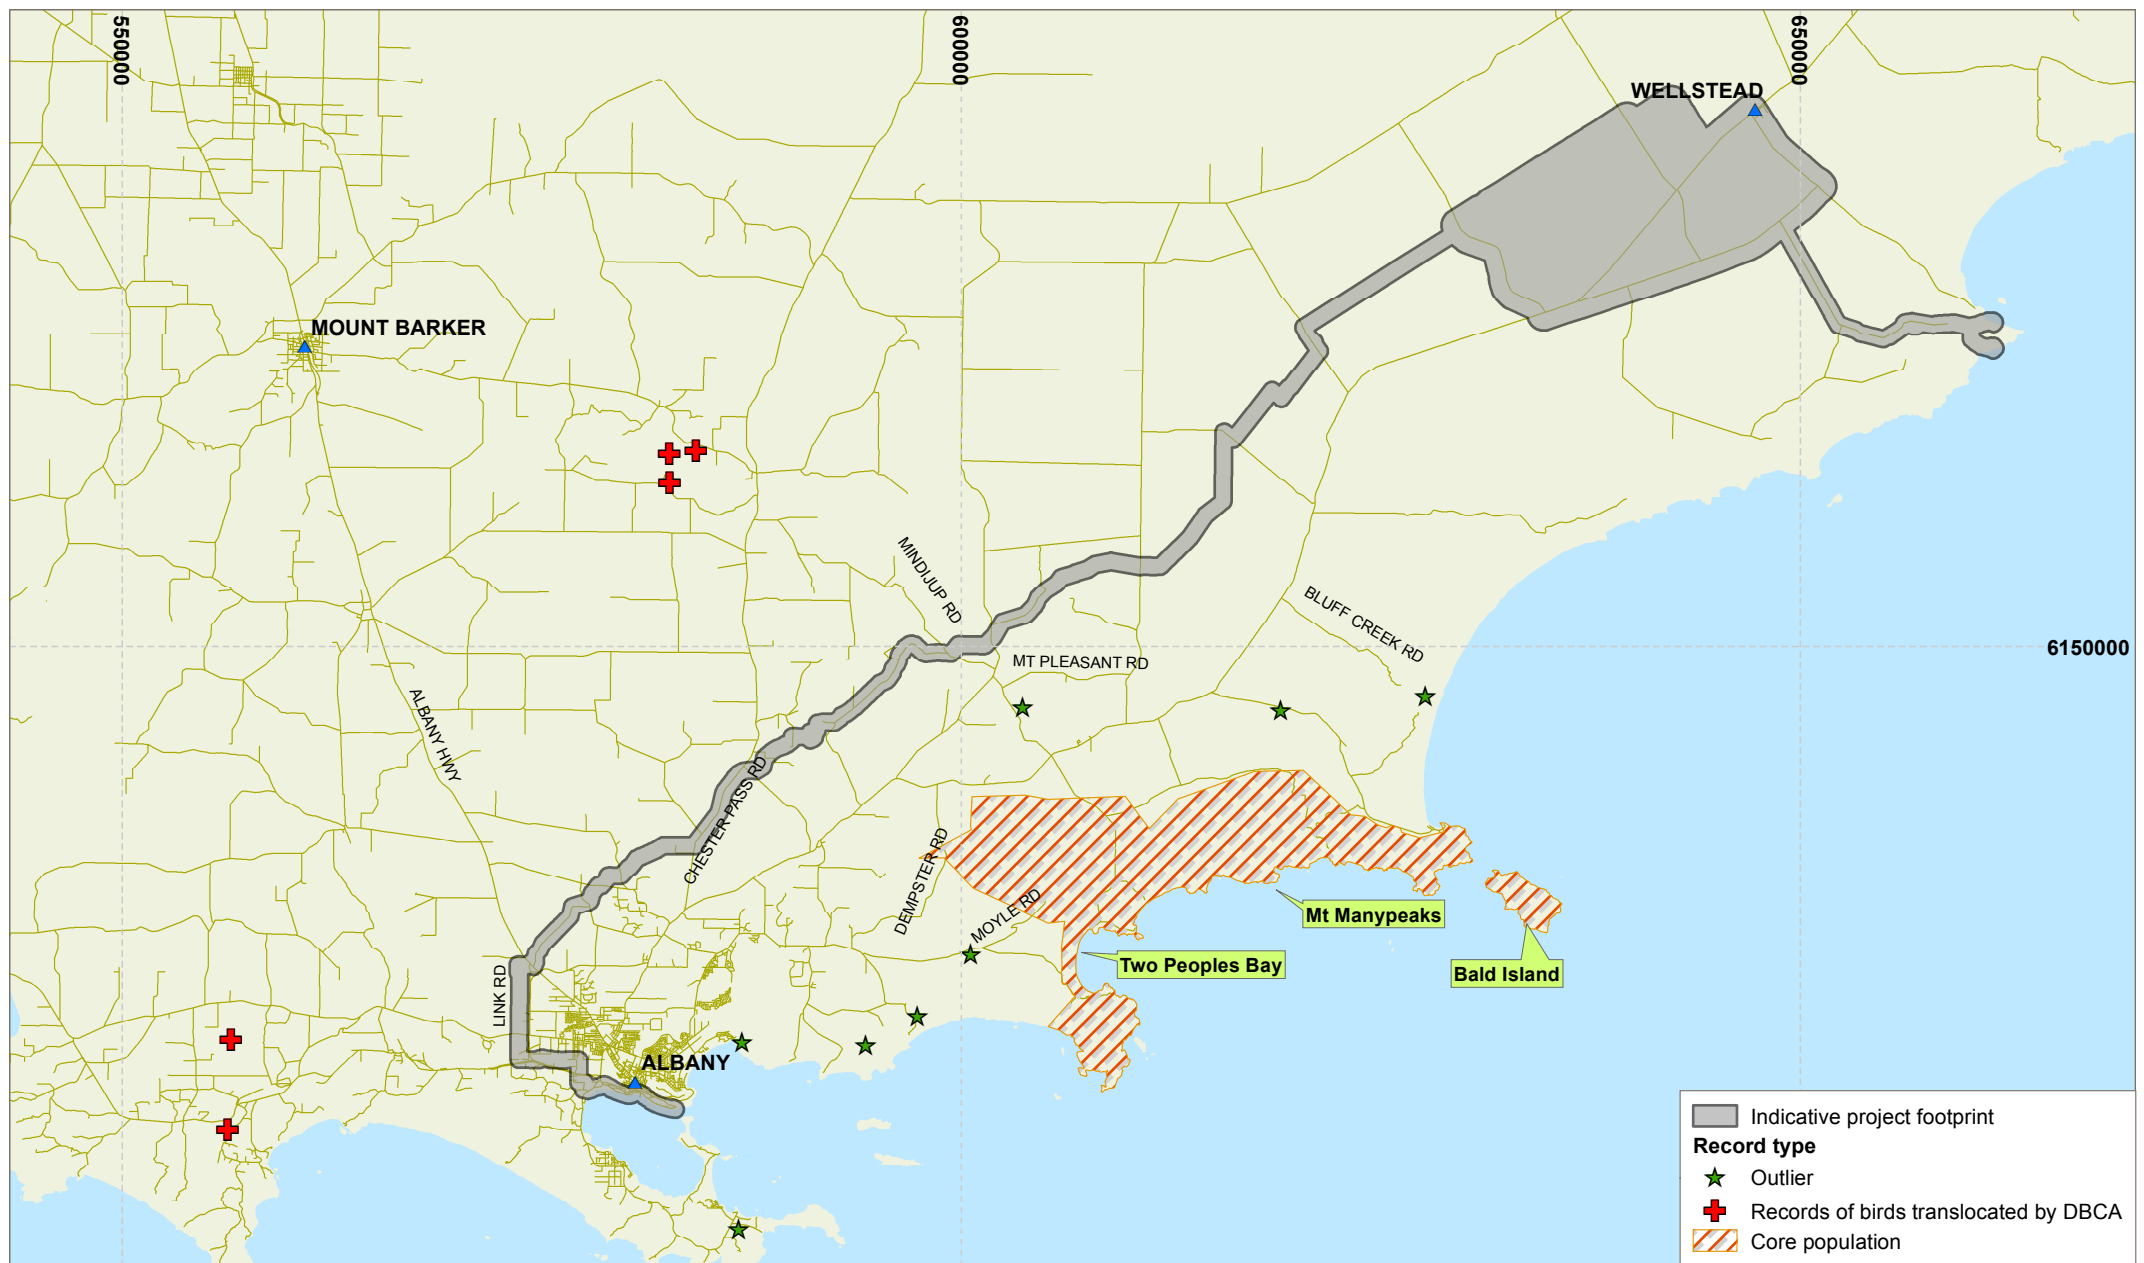 550000
600000
650000
WELLSTEAD
MOUNT BARKER
MINDIJUP RD
BLUFF CREEK RD
6150000
MT PLEASANT RD
ALBANY HWY
CHESTER PASS RD
DEMPSTER RD
MOYLE RD
Mt Manypeaks
Two Peoples Bay
Bald Island
LINK RD
ALBANY
Indicative project footprint
Record type
Outlier
Records of birds translocated by DBCA
Core population